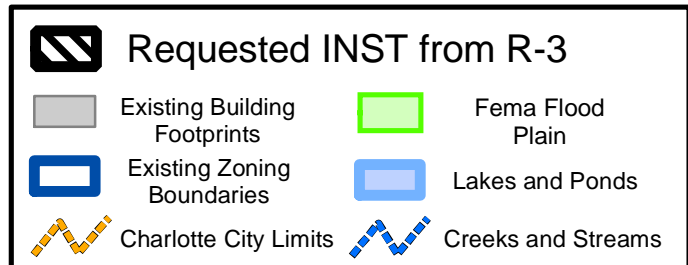 Requested INST from R-3
Existing Building
Footprints
Fema Flood
Plain
Existing Zoning
Boundaries
Lakes and Ponds
Charlotte City Limits
Creeks and Streams